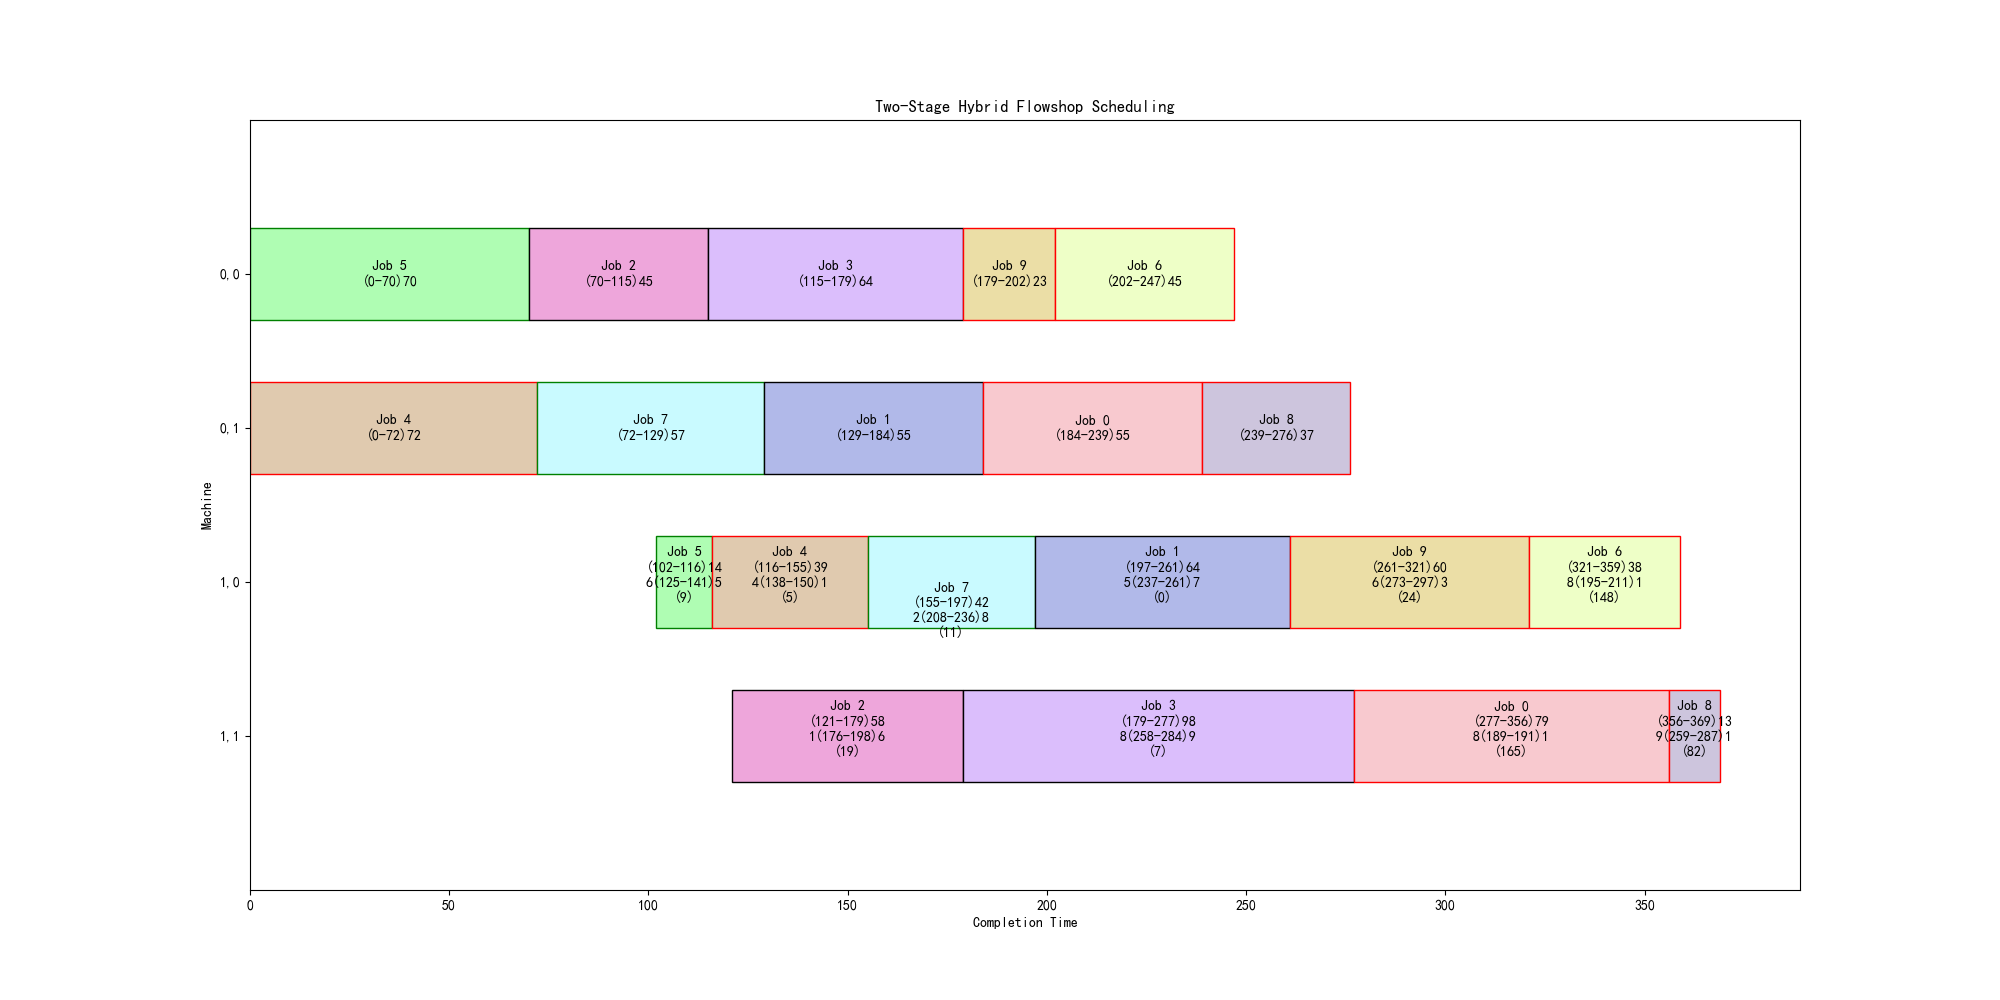 Two-Stage Hybrid Flowshop Scheduling
0,0
Job 5
(0-70)70
Job 2
(70-115)45
Job 3
(115-179)64
Job 9
(179-202)23
Job 6
(202-247)45
0,1
Job 4
(0-72)72
Job 7
(72-129)57
Job 1
(129-184)55
Job 0
(184-239)55
Job 8
(239-276)37
Machine
1,0
Job 5
(102-116)14
6(125-141)5
(9)
Job 4
(116-155)39
4(138-150)1
(5)
Job 7
(155-197)42
2(208-236)8
(11)
Job 1
(197-261)64
5(237-261)7
(0)
Job 9
(261-321)60
6(273-297)3
(24)
Job 6
(321-359)38
8(195-211)1
(148)
1,1
Job 2
(121-179)58
1(176-198)6
(19)
Job 3
(179-277)98
8(258-284)9
(7)
Job 0
(277-356)79
8(189-191)1
(165)
Job 8
(356-369)13
9(259-287)1
(82)
0 50 100 150 200 250 300 350
Completion Time